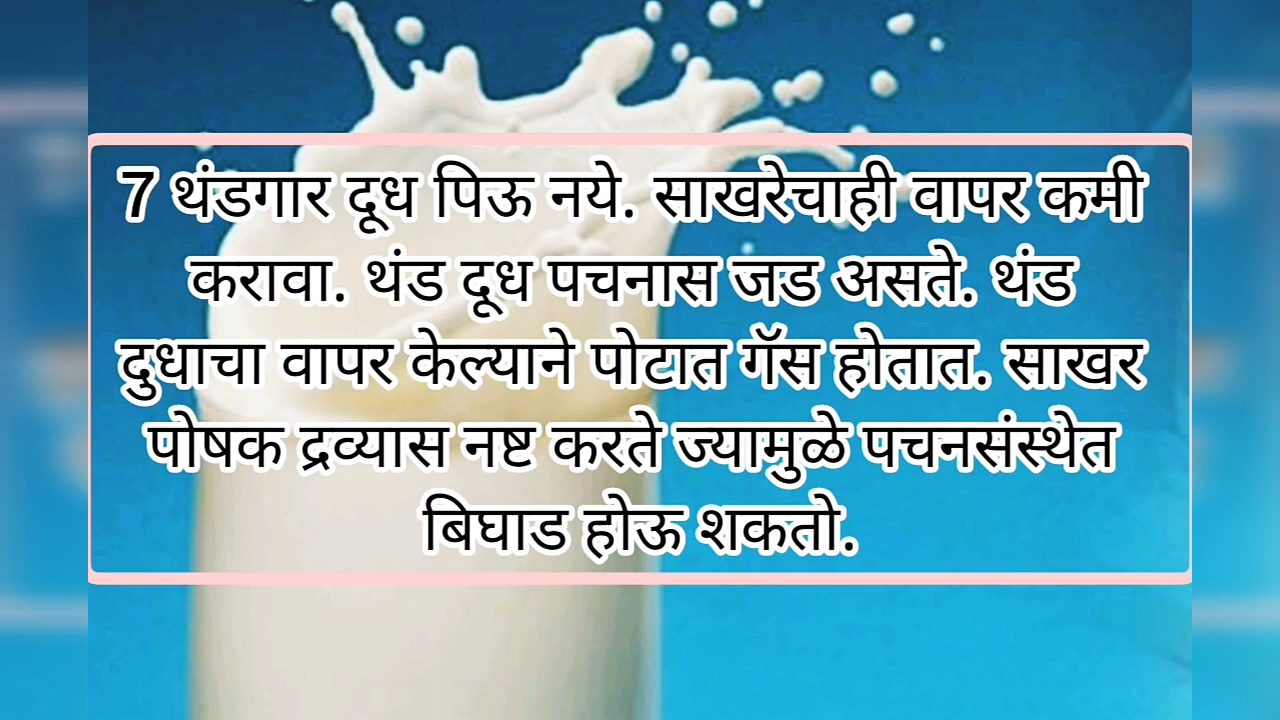 7 थंडगार दूध पिऊ नये. साखरेचाही वापर कमी
करावा. थंड दूध पचनास जड असते. थंड
दुधाचा वापर केल्याने पोटात गॅस होतात. साखर
पोषक द्रव्यास नष्ट करते ज्यामुळे पचनसंस्थेत
बिघाड होऊ शकतो.